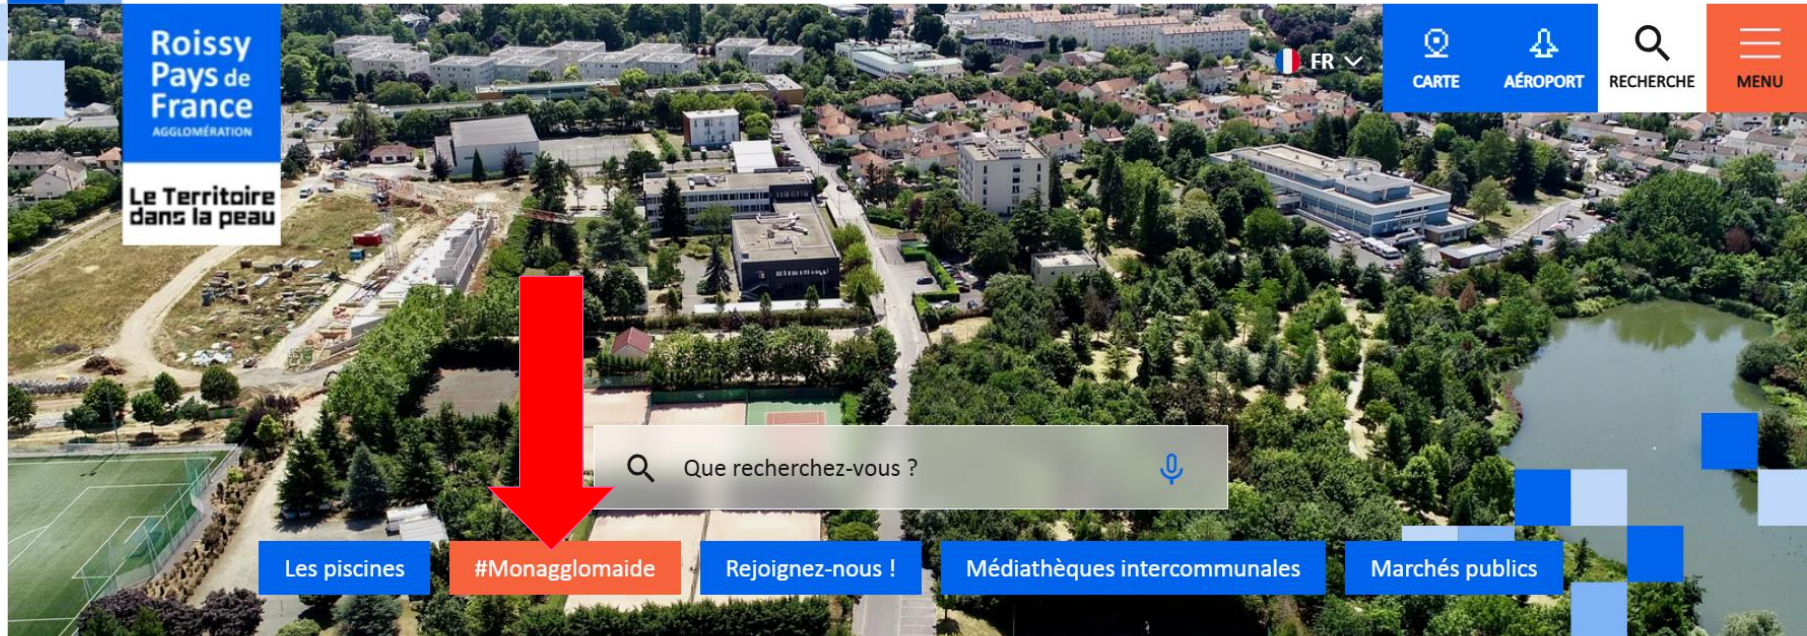 Roissy
Pays de
France
AGGLOMÉRATION
Le Territoire
dans la peau
FR
CARTE
AÉROPORT
RECHERCHE
MENU
Que recherchez-vous ?
Les piscines
#Monagglomaide
Rejoignez-nous !
Médiathèques intercommunales
Marchés publics